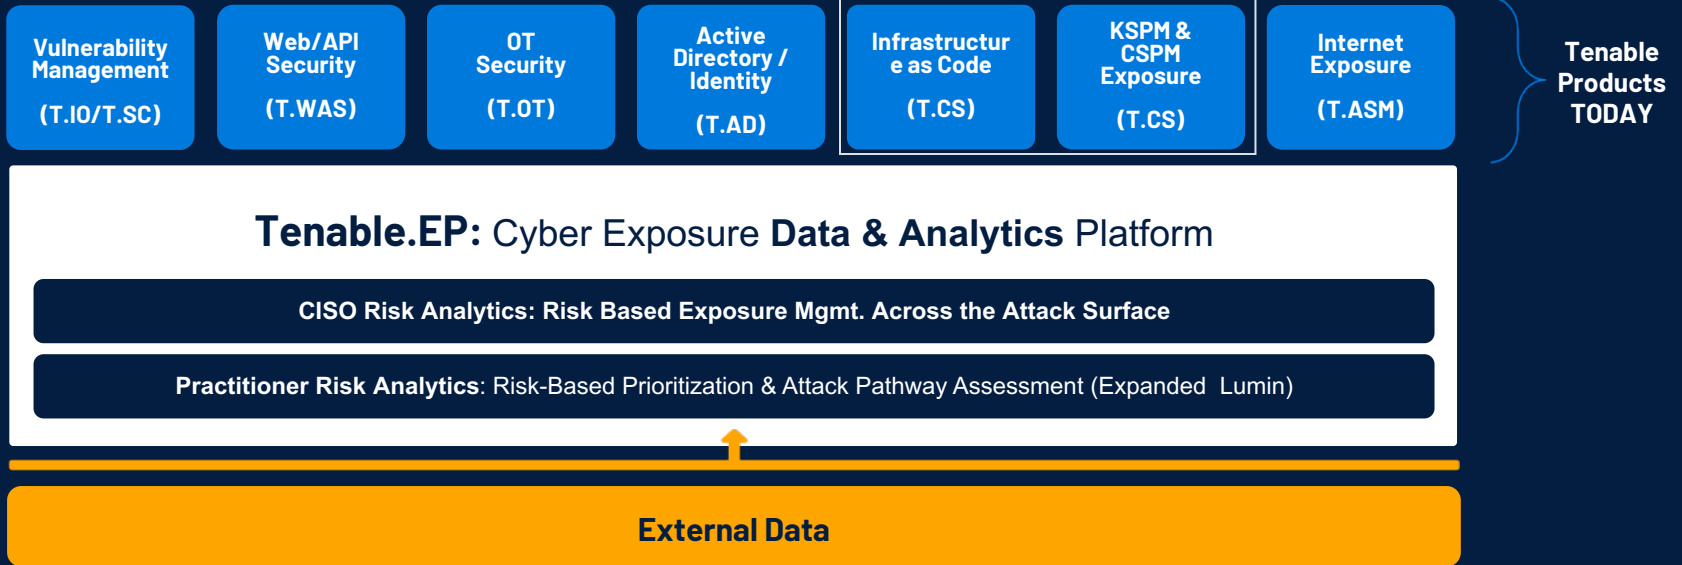 Vulnerability
Management
(T.IO/T.SC)
Web/API
Security
(T.WAS)
OT
Security
(T.OT)
Active
Directory /
Identity
(T.AD)
Infrastructur
e as Code
(T.CS)
KSPM &
CSPM
Exposure
(T.CS)
Internet
Exposure
(T.ASM)
Tenable
Products
TODAY
Tenable.EP: Cyber Exposure Data & Analytics Platform
CISO Risk Analytics: Risk Based Exposure Mgmt. Across the Attack Surface
Practitioner Risk Analytics: Risk-Based Prioritization & Attack Pathway Assessment (Expanded Lumin)
External Data